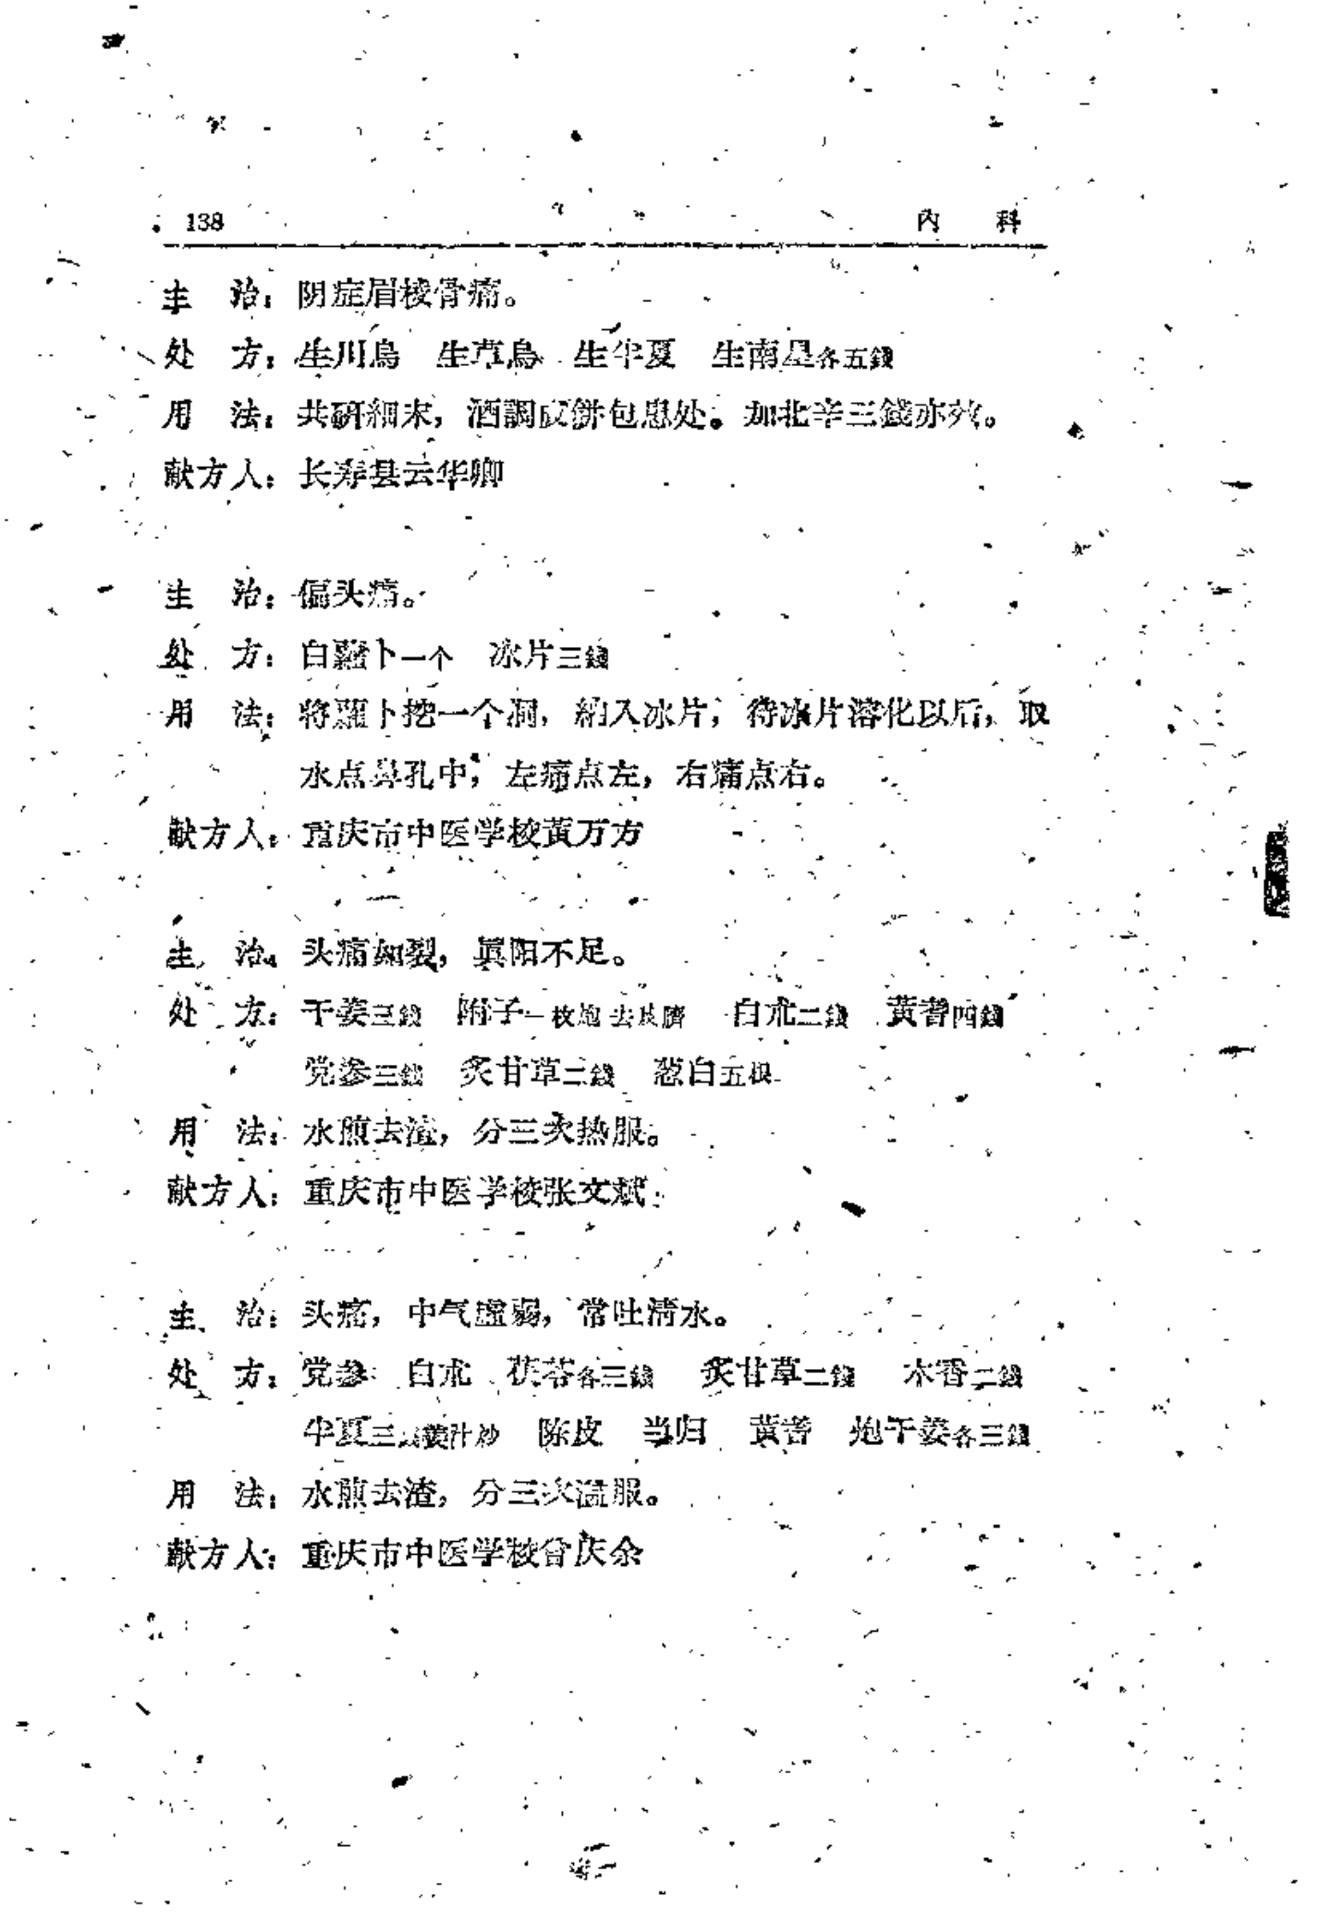 138 内 科
主 治：阴症眉棱骨痛。
处 方：生川烏 生草烏 生半夏 生南星各五錢
用 法：共研細末，酒調成餅包患处。加北辛三錢亦效。
献方人：长寿县云华卿
主 治：偏头痛。
处 方：白蘿卜一个 冰片三錢
用 法：將蘿卜挖一个洞，納入冰片，待冰片溶化以后，取
水点鼻孔中，左痛点左，右痛点右。
献方人：重庆市中医学校黃万方
主 治：头痛如裂，眞阳不足。
处 方：干姜三錢 附子一枚炮去皮臍 白朮二錢 黃蓍四錢
党参三錢 炙甘草二錢 葱白五根
用 法：水煎去渣，分三次热服。
献方人：重庆市中医学校张文斌
主 治：头痛，中气虛弱，常吐清水。
处 方：党参 白朮 茯苓各三錢 炙甘草二錢 木香二錢
半夏三錢姜汁炒 陈皮 当归 黃蓍 炮干姜各三錢
用 法：水煎去渣，分三次溫服。
献方人：重庆市中医学校曾庆余